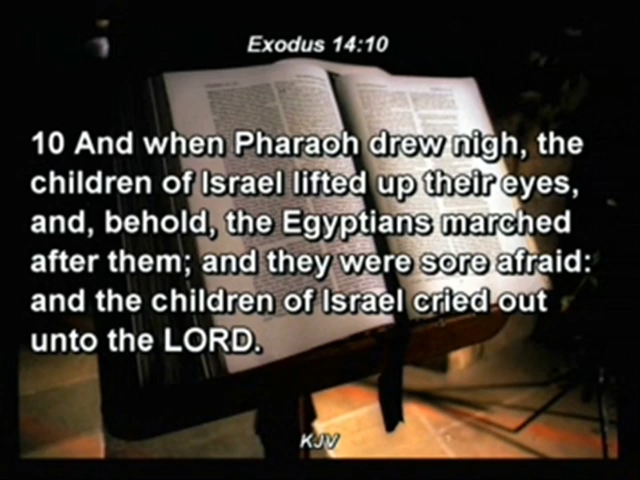 Exodus 14:10
10 And when Pharaoh drew nigh, the
children of Israel lifted up their eyes,
and, behold, the Egyptians marched
after them; and they were sore afraid:
and the children of Israel cried out
unto the LORD.
KJV